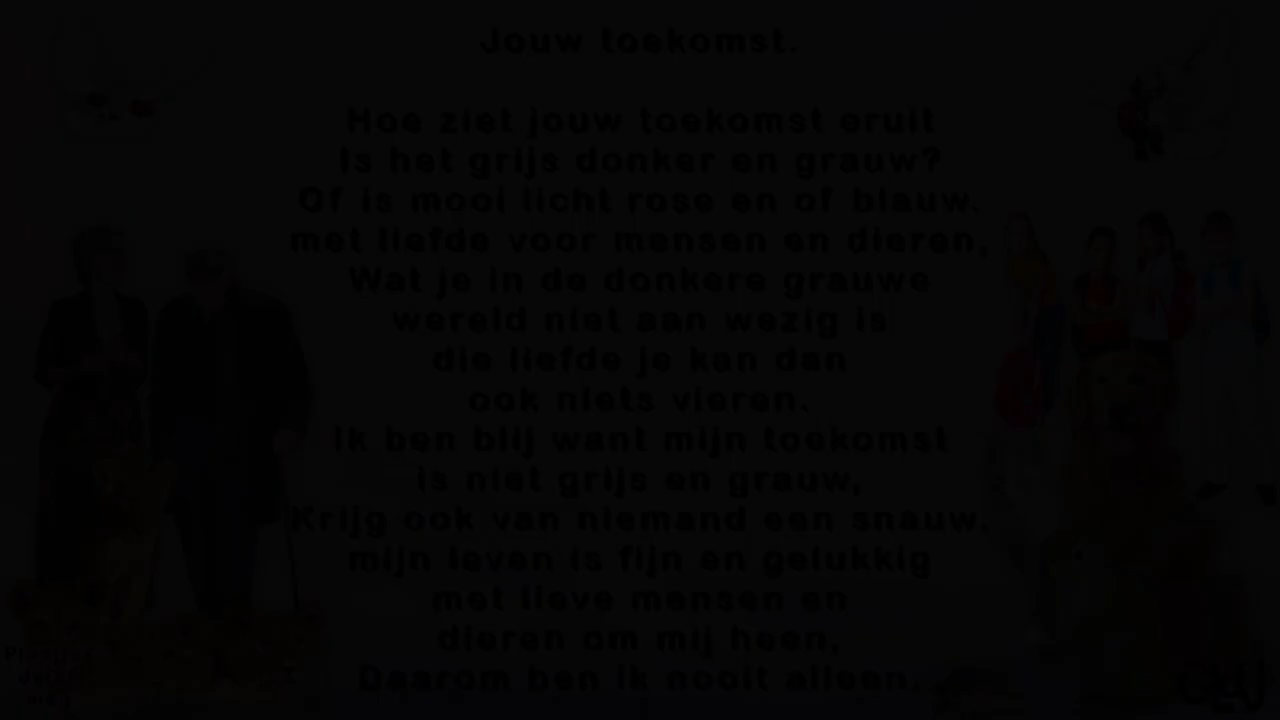 Jouw toekomst.
Hoe ziet jouw toekomst eruit
Is het grijs donker en grauw?
Of is mooi licht rose en of blauw.
met liefde voor mensen en dieren,
Wat je in de donkere grauwe
wereld niet aan wezig is
die liefde je kan dan
ook niets vieren.
Ik ben blij want mijn toekomst
is niet grijs en grauw,
Krijg ook van niemand een snauw.
mijn leven is fijn en gelukkig
met lieve mensen en
dieren om mij heen,
Daarom ben ik nooit alleen.